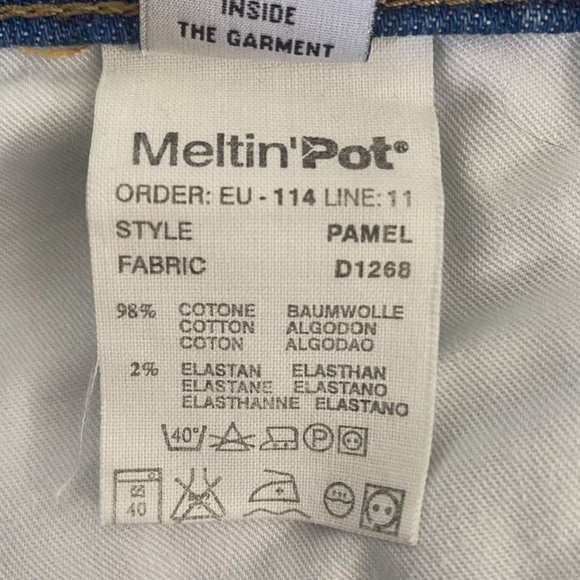 INSIDE
THE GARMENT
Meltin'Pot®
ORDER: EU - 114 LINE: 11
STYLE PAMEL
FABRIC D1268
98% COTONE BAUMWOLLE
COTTON ALGODON
COTON ALGODAO
2% ELASTAN ELASTHAN
ELASTANE ELASTANO
ELASTHANNE ELASTANO
40° P
40